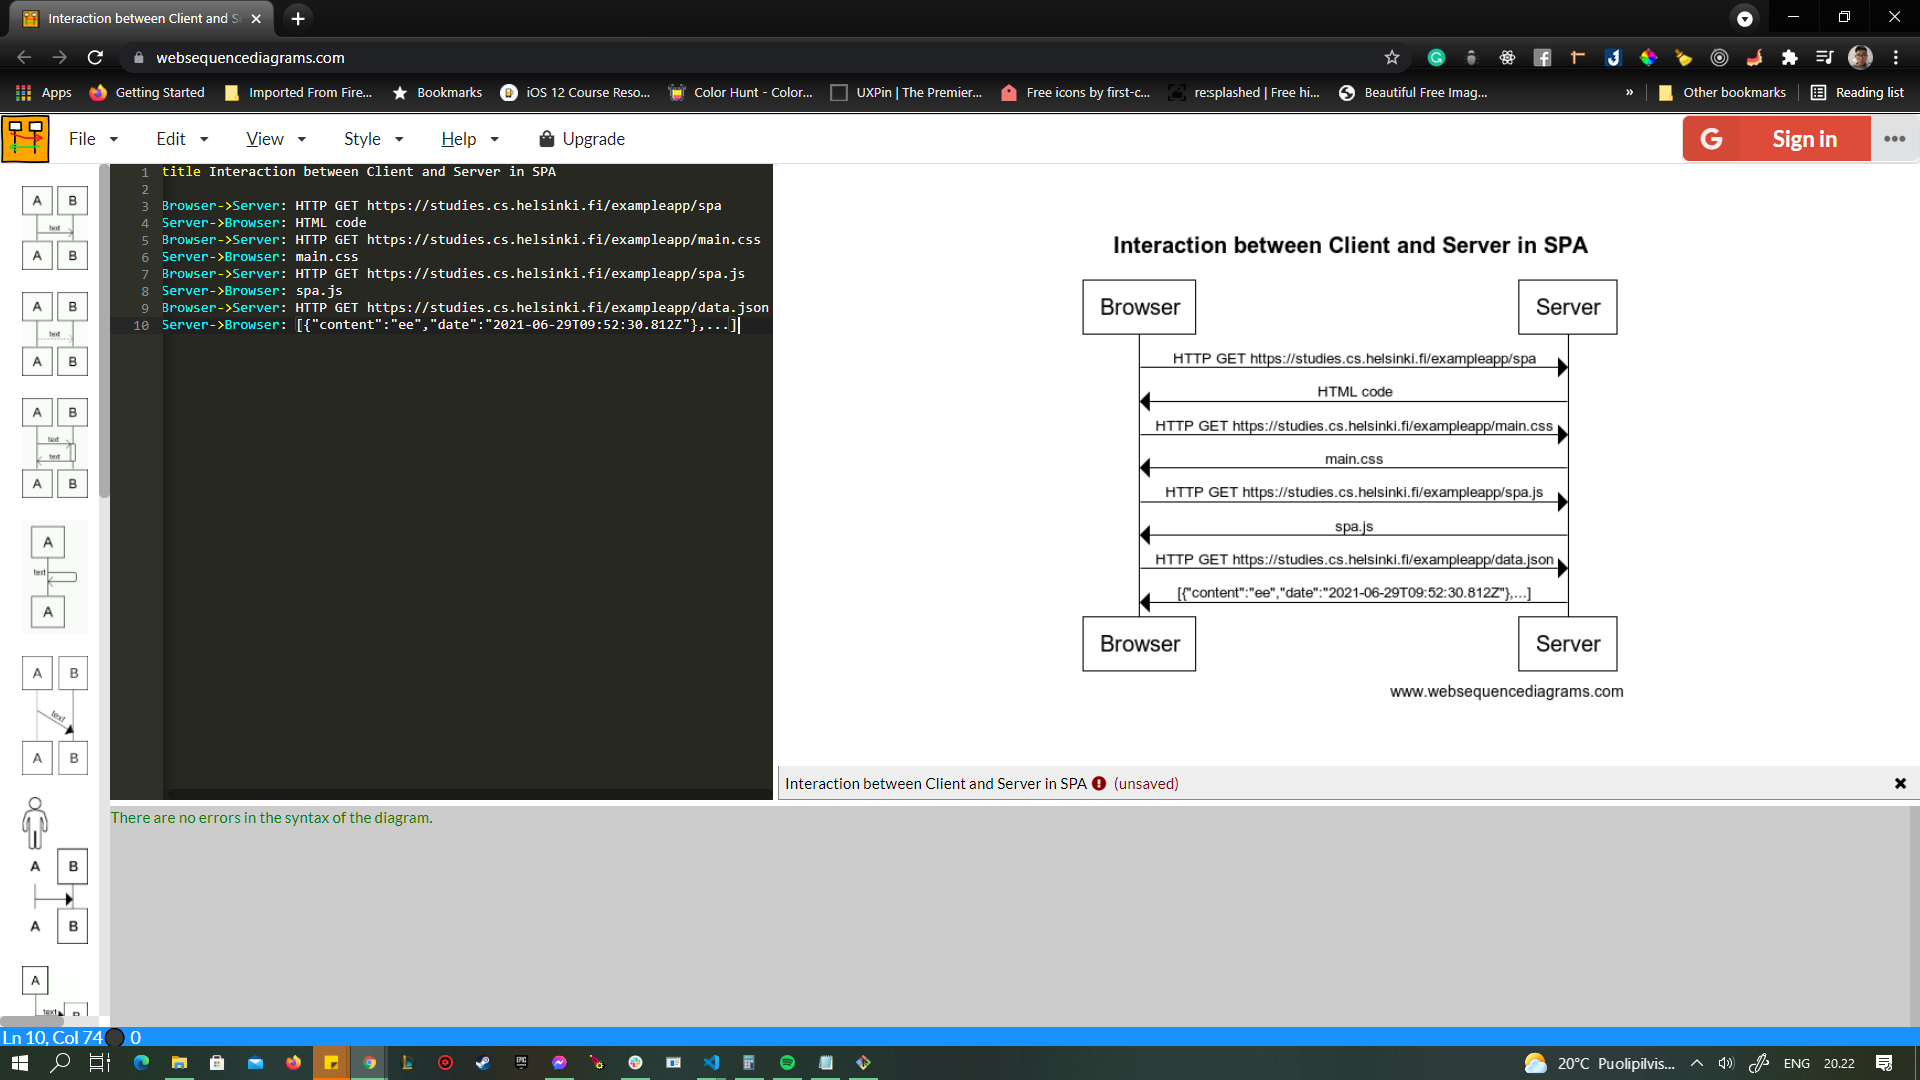 Interaction between Client and S
websequencediagrams.com
Apps
Getting Started
Imported From Fire...
Bookmarks
iOS 12 Course Reso...
Color Hunt - Color...
UXPin | The Premier...
Free icons by first-c...
re:splashed | Free hi...
Beautiful Free Imag...
»
Other bookmarks
Reading list
File
Edit
View
Style
Help
Upgrade
G
Sign in
1 title Interaction between Client and Server in SPA
2
3 Browser->Server: HTTP GET https://studies.cs.helsinki.fi/exampleapp/spa
4 Server->Browser: HTML code
5 Browser->Server: HTTP GET https://studies.cs.helsinki.fi/exampleapp/main.css
6 Server->Browser: main.css
7 Browser->Server: HTTP GET https://studies.cs.helsinki.fi/exampleapp/spa.js
8 Server->Browser: spa.js
9 Browser->Server: HTTP GET https://studies.cs.helsinki.fi/exampleapp/data.json
10 Server->Browser: [{"content":"ee","date":"2021-06-29T09:52:30.812Z"},...]
A B
text
A B
A B
text
A B
A B
text
text
A B
A
text
A
A B
text
A B
A B
A B
A
text B
Interaction between Client and Server in SPA
Browser Server
HTTP GET https://studies.cs.helsinki.fi/exampleapp/spa
HTML code
HTTP GET https://studies.cs.helsinki.fi/exampleapp/main.css
main.css
HTTP GET https://studies.cs.helsinki.fi/exampleapp/spa.js
spa.js
HTTP GET https://studies.cs.helsinki.fi/exampleapp/data.json
[{"content":"ee","date":"2021-06-29T09:52:30.812Z"},...]
Browser Server
www.websequencediagrams.com
Interaction between Client and Server in SPA (unsaved)
There are no errors in the syntax of the diagram.
Ln 10, Col 74 0
20°C Puolipilvis...
ENG
20.22